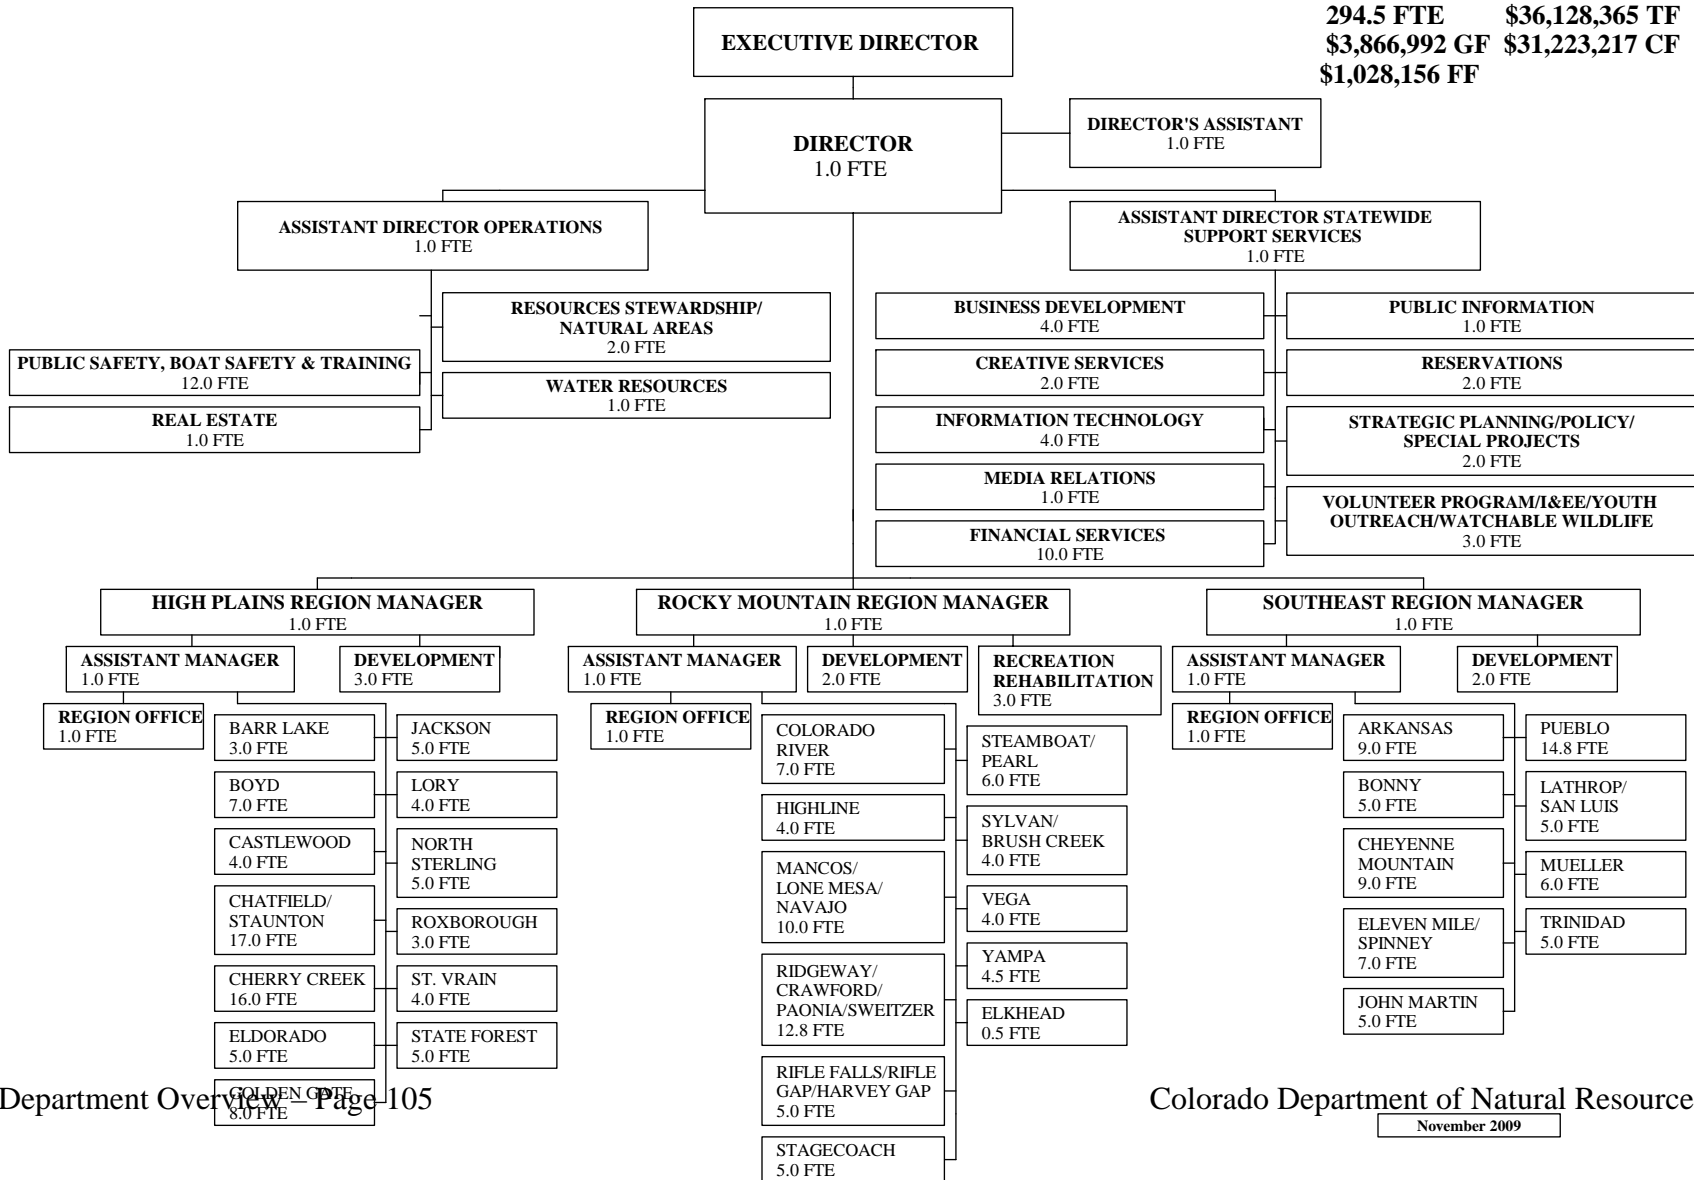 294.5 FTE $36,128,365 TF
$3,866,992 GF $31,223,217 CF
$1,028,156 FF
EXECUTIVE DIRECTOR
DIRECTOR
1.0 FTE
DIRECTOR'S ASSISTANT
1.0 FTE
ASSISTANT DIRECTOR OPERATIONS
1.0 FTE
ASSISTANT DIRECTOR STATEWIDE
SUPPORT SERVICES
1.0 FTE
RESOURCES STEWARDSHIP/
NATURAL AREAS
2.0 FTE
PUBLIC SAFETY, BOAT SAFETY & TRAINING
12.0 FTE
WATER RESOURCES
1.0 FTE
REAL ESTATE
1.0 FTE
BUSINESS DEVELOPMENT
4.0 FTE
PUBLIC INFORMATION
1.0 FTE
CREATIVE SERVICES
2.0 FTE
RESERVATIONS
2.0 FTE
INFORMATION TECHNOLOGY
4.0 FTE
STRATEGIC PLANNING/POLICY/
SPECIAL PROJECTS
2.0 FTE
MEDIA RELATIONS
1.0 FTE
VOLUNTEER PROGRAM/I&EE/YOUTH
OUTREACH/WATCHABLE WILDLIFE
3.0 FTE
FINANCIAL SERVICES
10.0 FTE
HIGH PLAINS REGION MANAGER
1.0 FTE
ASSISTANT MANAGER
1.0 FTE
DEVELOPMENT
3.0 FTE
REGION OFFICE
1.0 FTE
BARR LAKE
3.0 FTE
JACKSON
5.0 FTE
BOYD
7.0 FTE
LORY
4.0 FTE
CASTLEWOOD
4.0 FTE
NORTH
STERLING
5.0 FTE
CHATFIELD/
STAUNTON
17.0 FTE
ROXBOROUGH
3.0 FTE
CHERRY CREEK
16.0 FTE
ST. VRAIN
4.0 FTE
ELDORADO
5.0 FTE
STATE FOREST
5.0 FTE
GOLDEN GATE
8.0 FTE
ROCKY MOUNTAIN REGION MANAGER
1.0 FTE
ASSISTANT MANAGER
1.0 FTE
DEVELOPMENT
2.0 FTE
RECREATION
REHABILITATION
3.0 FTE
REGION OFFICE
1.0 FTE
COLORADO
RIVER
7.0 FTE
STEAMBOAT/
PEARL
6.0 FTE
HIGHLINE
4.0 FTE
SYLVAN/
BRUSH CREEK
4.0 FTE
MANCOS/
LONE MESA/
NAVAJO
10.0 FTE
VEGA
4.0 FTE
YAMPA
4.5 FTE
RIDGEWAY/
CRAWFORD/
PAONIA/SWEITZER
12.8 FTE
ELKHEAD
0.5 FTE
RIFLE FALLS/RIFLE
GAP/HARVEY GAP
5.0 FTE
STAGECOACH
5.0 FTE
SOUTHEAST REGION MANAGER
1.0 FTE
ASSISTANT MANAGER
1.0 FTE
DEVELOPMENT
2.0 FTE
REGION OFFICE
1.0 FTE
ARKANSAS
9.0 FTE
PUEBLO
14.8 FTE
BONNY
5.0 FTE
LATHROP/
SAN LUIS
5.0 FTE
CHEYENNE
MOUNTAIN
9.0 FTE
MUELLER
6.0 FTE
ELEVEN MILE/
SPINNEY
7.0 FTE
TRINIDAD
5.0 FTE
JOHN MARTIN
5.0 FTE
Department Overview – Page 105
Colorado Department of Natural Resource
November 2009